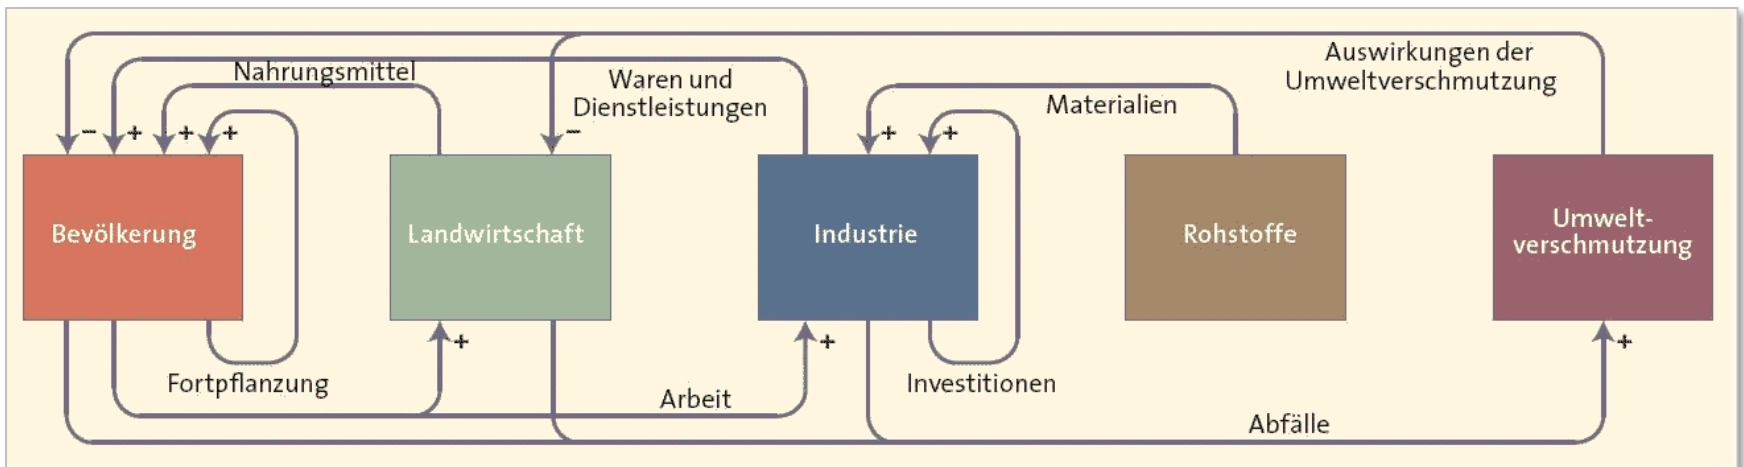 Auswirkungen der
Umweltverschmutzung
Nahrungsmittel
Waren und
Dienstleistungen
Materialien
– + + +
–
+ +
Bevölkerung
Landwirtschaft
Industrie
Rohstoffe
Umwelt-
verschmutzung
+
+
+
Fortpflanzung
Arbeit
Investitionen
Abfälle